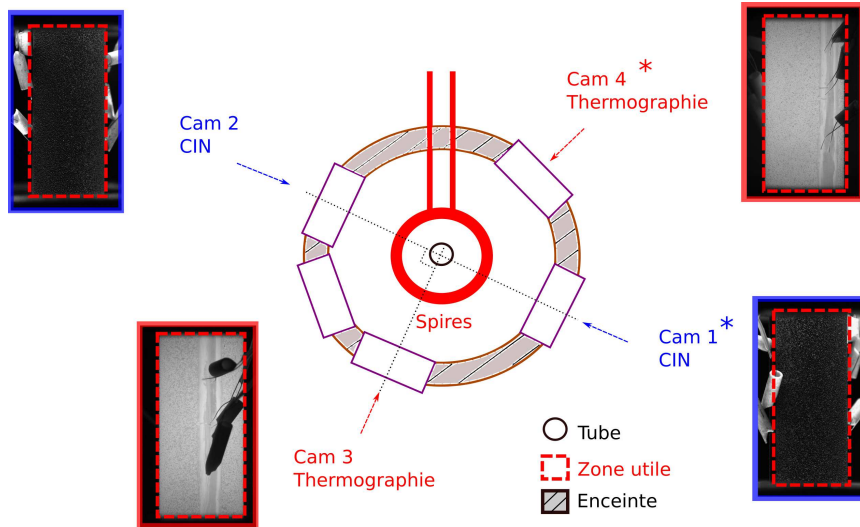 Cam 4 *
Thermographie
Cam 2
CIN
Spires
Cam 1 *
CIN
Cam 3
Thermographie
Tube
Zone utile
Enceinte